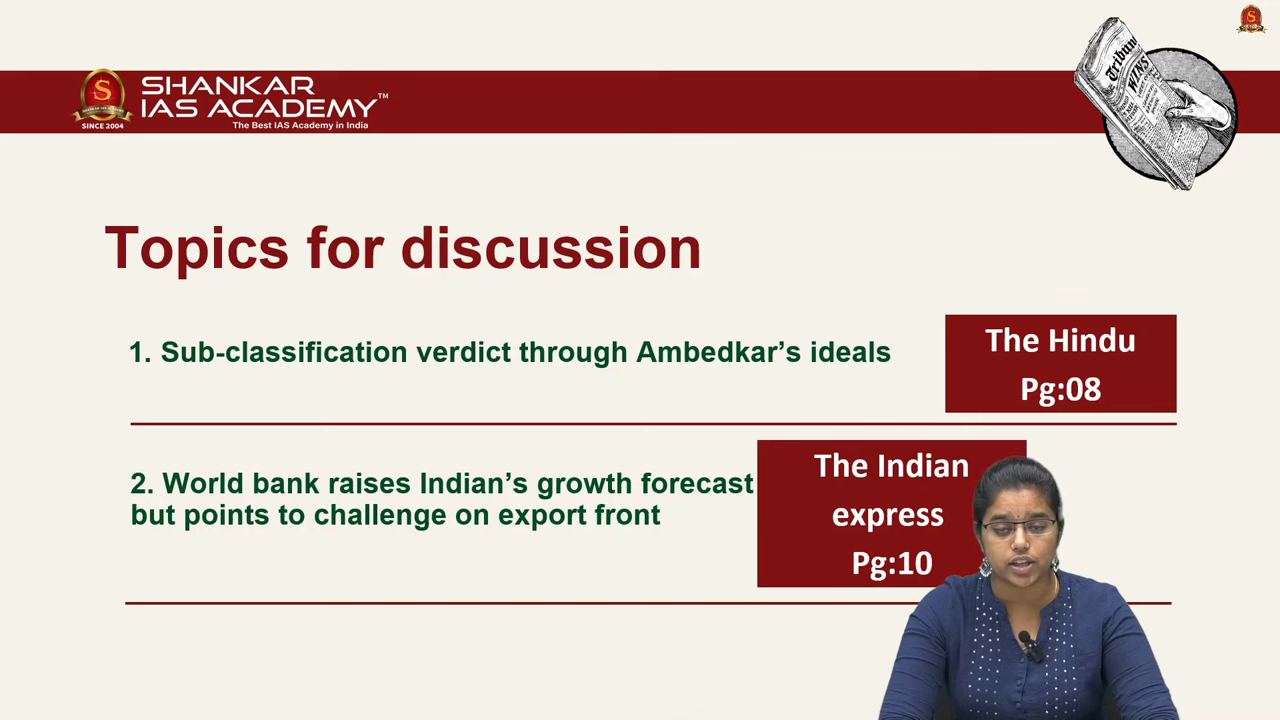 SHANKAR
IAS ACADEMY™
The Best IAS Academy in India
SINCE 2004
Tribune
WINS
Topics for discussion
1. Sub-classification verdict through Ambedkar's ideals
The Hindu
Pg:08
2. World bank raises Indian's growth forecast
but points to challenge on export front
The Indian
express
Pg:10